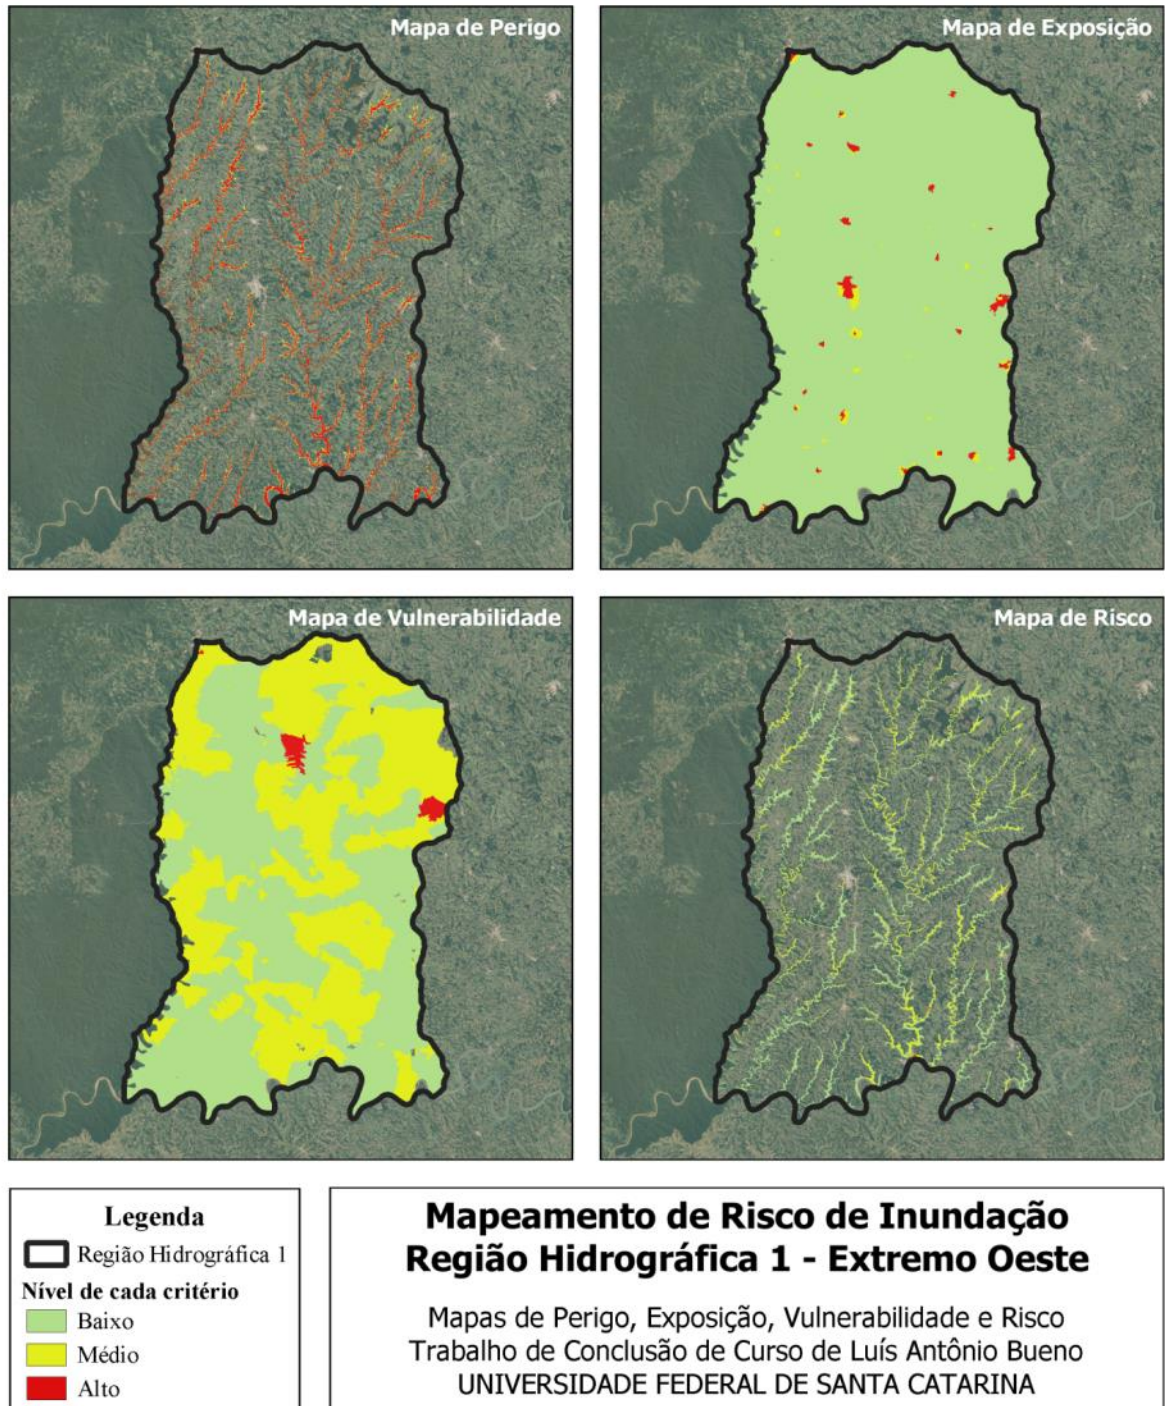 Mapa de Perigo
Mapa de Exposição
Mapa de Vulnerabilidade
Mapa de Risco
Legenda
Região Hidrográfica 1
Nível de cada critério
Baixo
Médio
Alto
Mapeamento de Risco de Inundação
Região Hidrográfica 1 - Extremo Oeste
Mapas de Perigo, Exposição, Vulnerabilidade e Risco
Trabalho de Conclusão de Curso de Luís Antônio Bueno
UNIVERSIDADE FEDERAL DE SANTA CATARINA